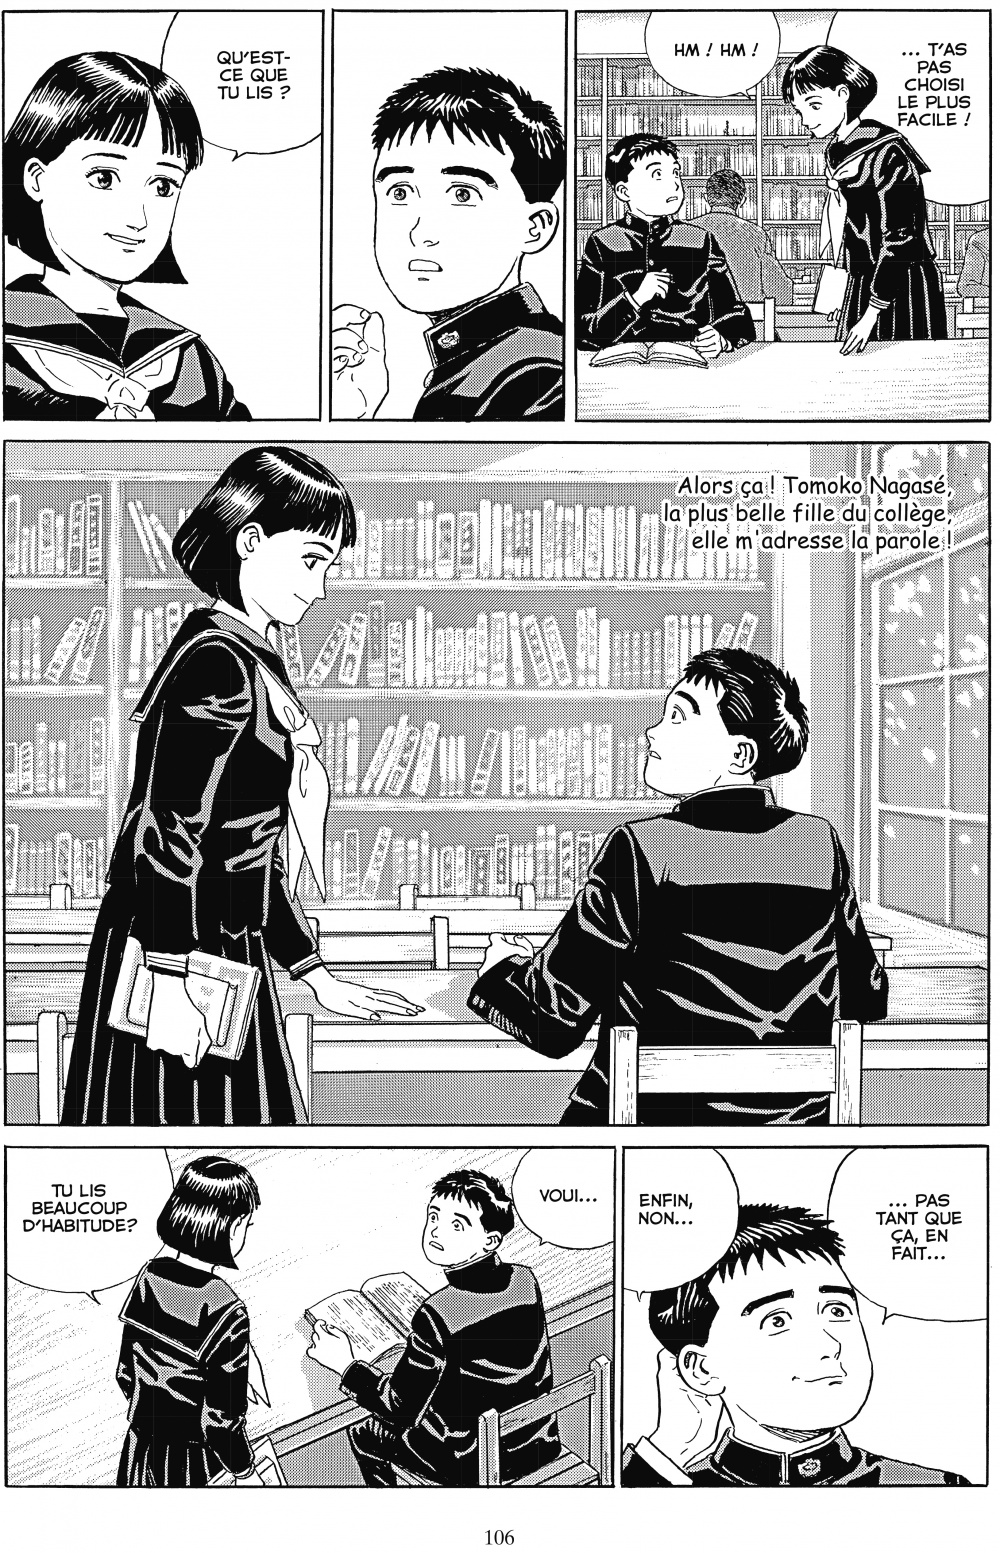 QU'EST-
CE QUE
TU LIS ?
HM ! HM !
... T'AS
PAS
CHOISI
LE PLUS
FACILE !
Alors ça ! Tomoko Nagasé,
la plus belle fille du collège,
elle m'adresse la parole !
TU LIS
BEAUCOUP
D'HABITUDE?
VOUI...
ENFIN,
NON...
... PAS
TANT QUE
ÇA, EN
FAIT...
106